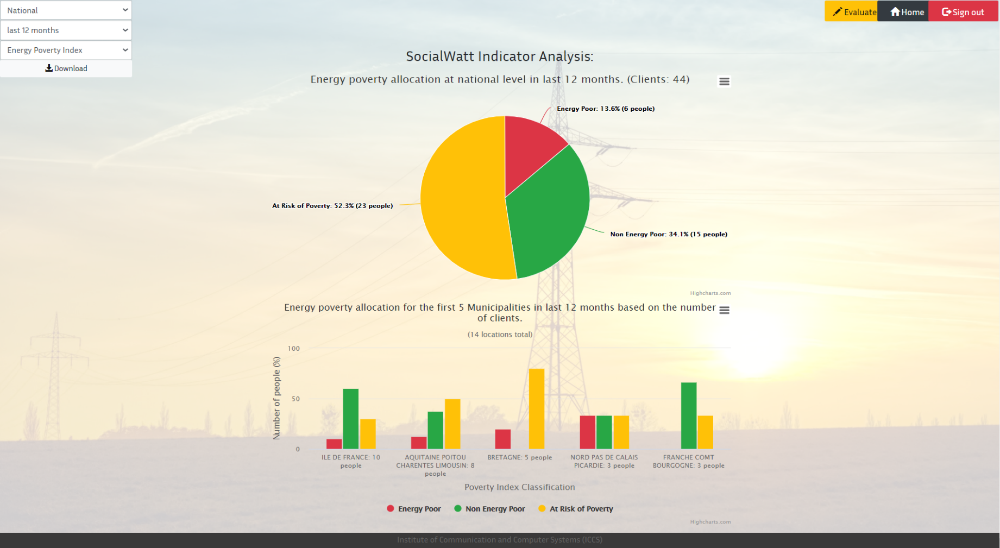 National
last 12 months
Energy Poverty Index
Download
Evaluate
Home
Sign out
SocialWatt Indicator Analysis:
Energy poverty allocation at national level in last 12 months. (Clients: 44)
Energy Poor: 13.6% (6 people)
At Risk of Poverty: 52.3% (23 people)
Non Energy Poor: 34.1% (15 people)
Highcharts.com
Energy poverty allocation for the first 5 Municipalities in last 12 months based on the number
of clients.
(14 locations total)
Number of people (%)
100
50
0
ILE DE FRANCE: 10
people
AQUITAINE POITOU
CHARENTES LIMOUSIN: 8
people
BRETAGNE: 5 people
NORD PAS DE CALAIS
PICARDIE: 3 people
FRANCHE COMT
BOURGOGNE: 3 people
Poverty Index Classification
Energy Poor
Non Energy Poor
At Risk of Poverty
Highcharts.com
Institute of Communication and Computer Systems (ICCS)